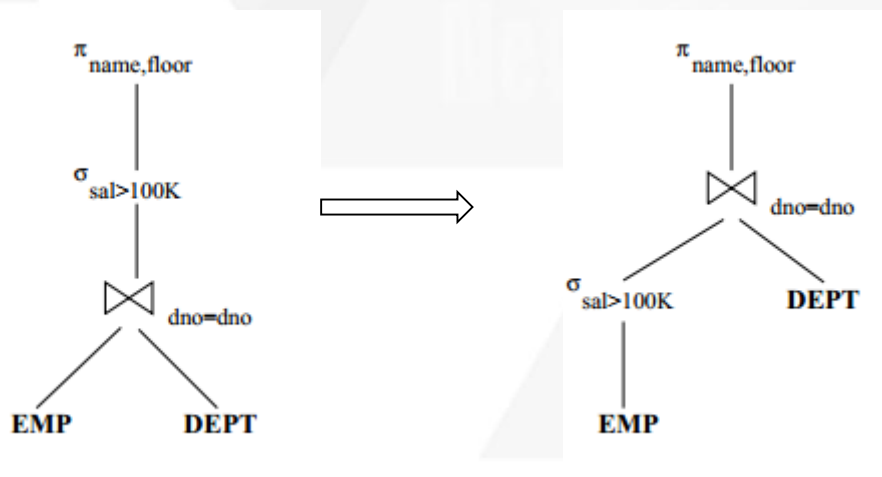 π name,floor
σ sal>100K
dno=dno
EMP DEPT
π name,floor
dno=dno
σ sal>100K
DEPT
EMP